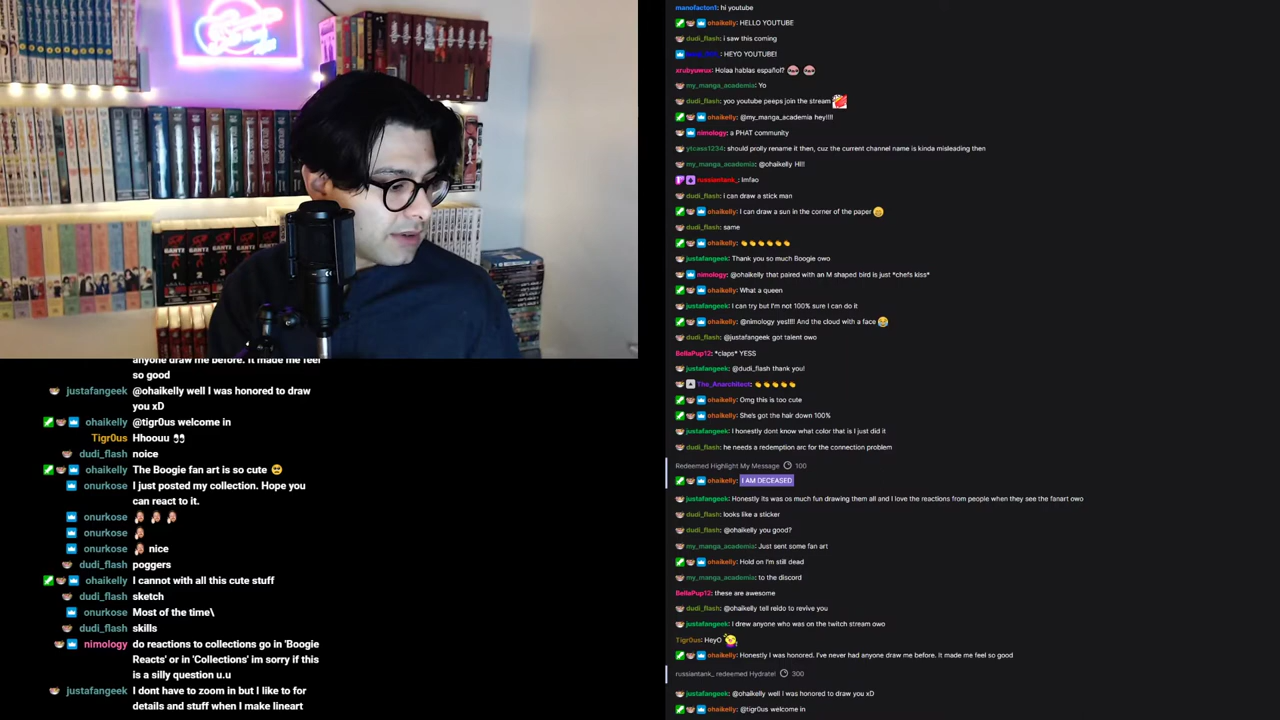 GANTZ
GANTZ
GANTZ
2
3
anyone draw me before. It made me feel
so good
justafangeek @ohaikelly well I was honored to draw
you xD
ohaikelly @tigr0us welcome in
Tigr0us Hhoouu 👀
dudi_flash noice
ohaikelly The Boogie fan art is so cute 🥺
onurkose I just posted my collection. Hope you
can react to it.
onurkose
onurkose
onurkose nice
dudi_flash poggers
ohaikelly I cannot with all this cute stuff
dudi_flash sketch
onurkose Most of the time\
dudi_flash skills
nimology do reactions to collections go in 'Boogie
Reacts' or in 'Collections' im sorry if this
is a silly question u.u
justafangeek I dont have to zoom in but I like to for
details and stuff when I make lineart
manofacton1: hi youtube
ohaikelly: HELLO YOUTUBE
dudi_flash: i saw this coming
: HEYO YOUTUBE!
xrubyuwux: Holaa hablas español?
my_manga_academia: Yo
dudi_flash: yoo youtube peeps join the stream
ohaikelly: @my_manga_academia hey!!!!
nimology: a PHAT community
ytcass1234: should prolly rename it then, cuz the current channel name is kinda misleading then
my_manga_academia: @ohaikelly HI!!
russiantank_: lmfao
dudi_flash: i can draw a stick man
ohaikelly: I can draw a sun in the corner of the paper
dudi_flash: same
ohaikelly: 👏👏👏👏👏
justafangeek: Thank you so much Boogie owo
nimology: @ohaikelly that paired with an M shaped bird is just *chefs kiss*
ohaikelly: What a queen
justafangeek: I can try but I'm not 100% sure I can do it
ohaikelly: @nimology yes!!!! And the cloud with a face 😂
dudi_flash: @justafangeek got talent owo
BellaPup12: *claps* YESS
justafangeek: @dudi_flash thank you!
The_Anarchitect: 👏👏👏👏👏
ohaikelly: Omg this is too cute
ohaikelly: She's got the hair down 100%
justafangeek: I honestly dont know what color that is I just did it
dudi_flash: he needs a redemption arc for the connection problem
Redeemed Highlight My Message 100
ohaikelly: I AM DECEASED
justafangeek: Honestly its was os much fun drawing them all and I love the reactions from people when they see the fanart owo
dudi_flash: looks like a sticker
dudi_flash: @ohaikelly you good?
my_manga_academia: Just sent some fan art
ohaikelly: Hold on I'm still dead
my_manga_academia: to the discord
BellaPup12: these are awesome
dudi_flash: @ohaikelly tell reldo to revive you
justafangeek: I drew anyone who was on the twitch stream owo
Tigr0us: HeyO
ohaikelly: Honestly I was honored. I've never had anyone draw me before. It made me feel so good
russiantank_ redeemed Hydrate! 300
justafangeek: @ohaikelly well I was honored to draw you xD
ohaikelly: @tigr0us welcome in